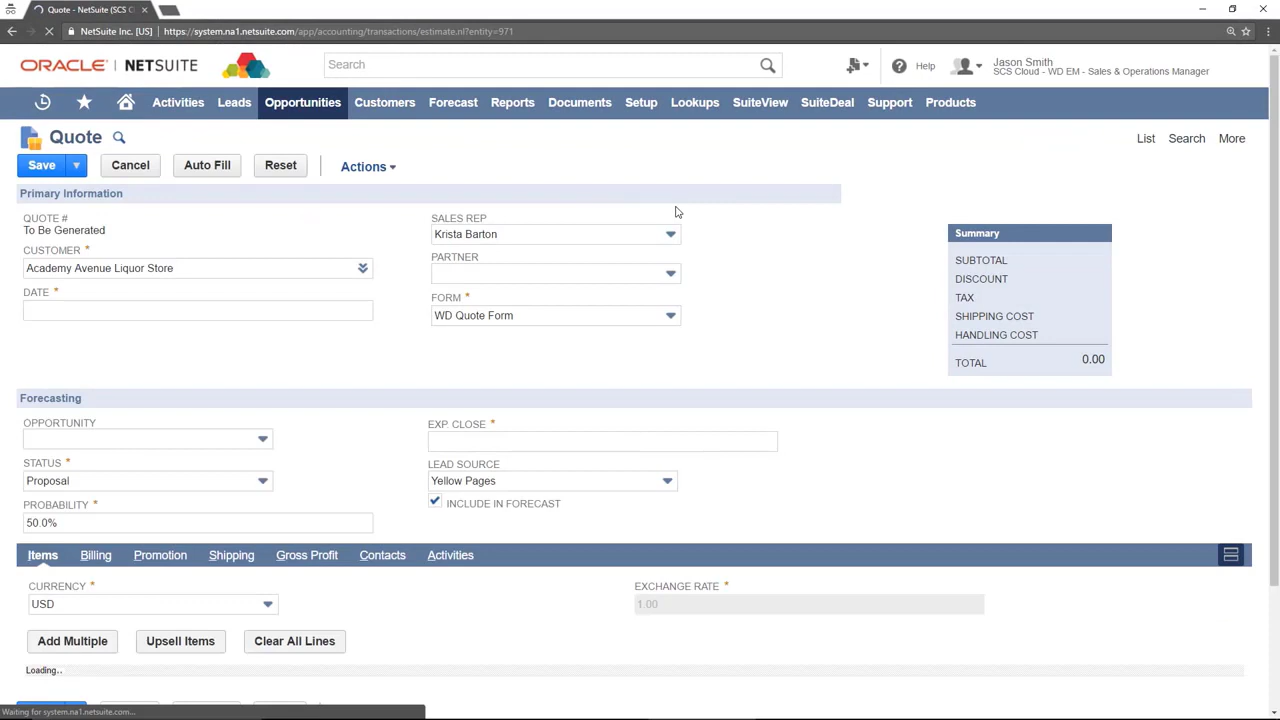 Quote - NetSuite (SCS C
NetSuite Inc. [US] https://system.na1.netsuite.com/app/accounting/transactions/estimate.nl?entity=971
ORACLE NETSUITE Search Help Jason Smith
SCS Cloud - WD EM - Sales & Operations Manager
Activities Leads Opportunities Customers Forecast Reports Documents Setup Lookups SuiteView SuiteDeal Support Products
Quote List Search More
Save Cancel Auto Fill Reset Actions
Primary Information
QUOTE #
To Be Generated
CUSTOMER *
Academy Avenue Liquor Store
DATE *
SALES REP
Krista Barton
PARTNER
FORM *
WD Quote Form
Summary
SUBTOTAL
DISCOUNT
TAX
SHIPPING COST
HANDLING COST
TOTAL 0.00
Forecasting
OPPORTUNITY
STATUS *
Proposal
PROBABILITY *
50.0%
EXP. CLOSE *
LEAD SOURCE
Yellow Pages
INCLUDE IN FORECAST
Items Billing Promotion Shipping Gross Profit Contacts Activities
CURRENCY *
USD
EXCHANGE RATE *
1.00
Add Multiple Upsell Items Clear All Lines
Loading..
Waiting for system.na1.netsuite.com...